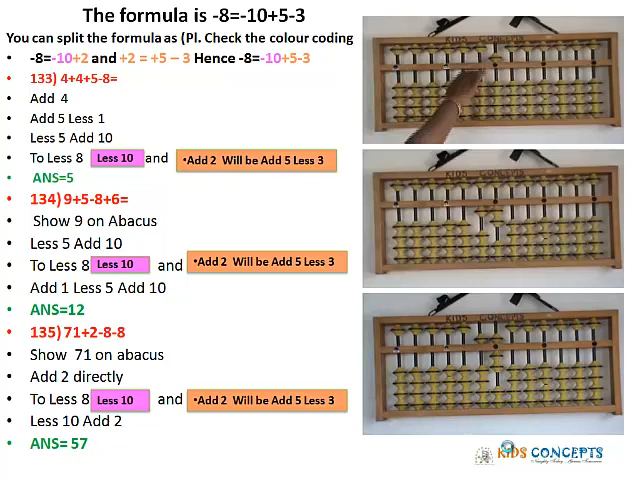 The formula is -8=-10+5-3
You can split the formula as (Pl. Check the colour coding
• -8=-10+2 and +2 = +5 – 3 Hence -8=-10+5-3
• 133) 4+4+5-8=
• Add 4
• Add 5 Less 1
• Less 5 Add 10
• To Less 8 Less 10 and •Add 2 Will be Add 5 Less 3
• ANS=5
• 134) 9+5-8+6=
• Show 9 on Abacus
• Less 5 Add 10
• To Less 8 Less 10 and •Add 2 Will be Add 5 Less 3
• Add 1 Less 5 Add 10
• ANS=12
• 135) 71+2-8-8
• Show 71 on abacus
• Add 2 directly
• To Less 8 Less 10 and •Add 2 Will be Add 5 Less 3
• Less 10 Add 2
• ANS= 57
KIDS CONCEPTS
KIDS CONCEPTS
KIDS CONCEPTS
KIDS CONCEPTS